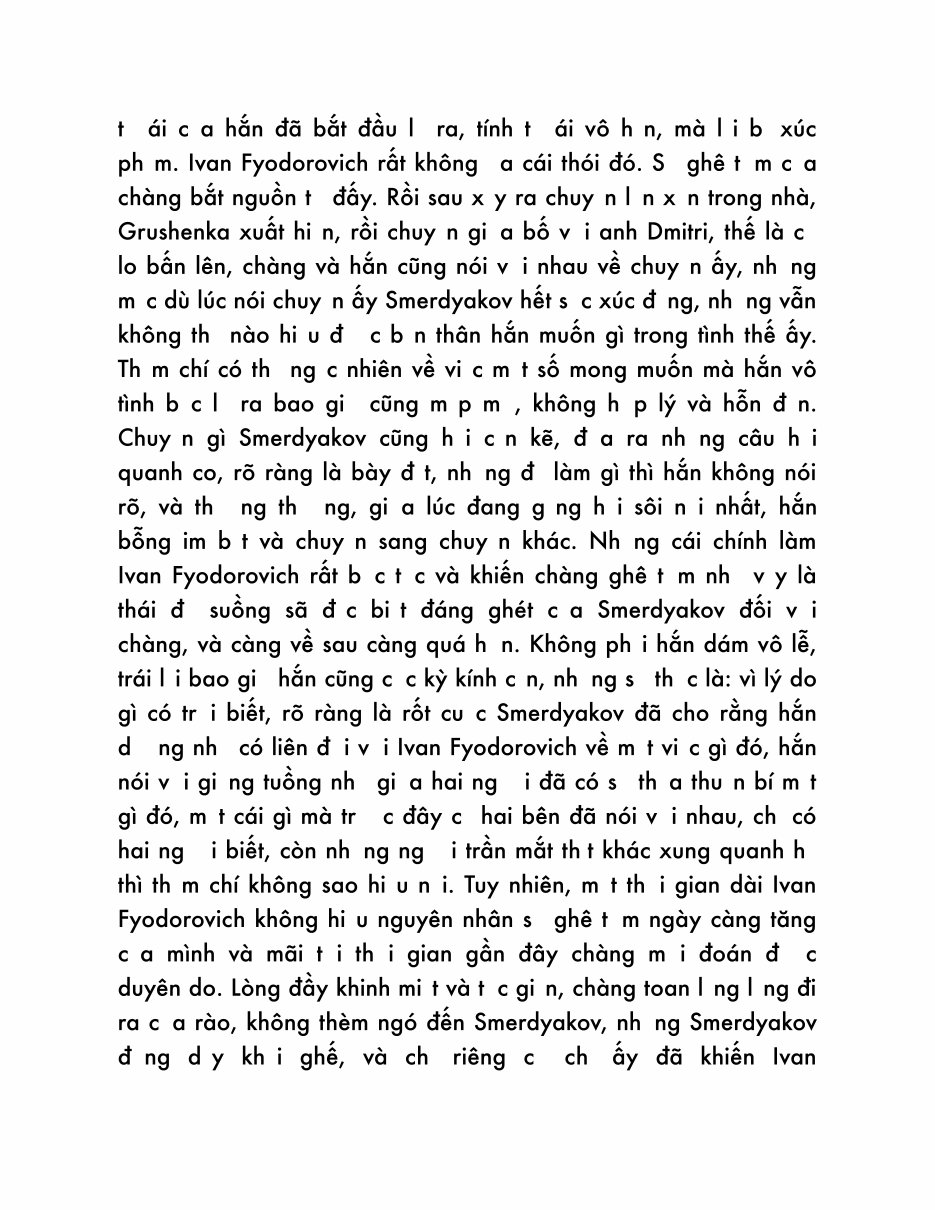 t ái c a hắn đã bắt đầu l ra, tính t ái vô h n, mà l i b xúc
ph m. Ivan Fyodorovich rất không a cái thói đó. S ghê t m c a
chàng bắt nguồn t đấy. Rồi sau x y ra chuy n l n x n trong nhà,
Grushenka xuất hi n, rồi chuy n gi a bố v i anh Dmitri, thế là c
lo bấn lên, chàng và hắn cũng nói v i nhau về chuy n ấy, nh ng
m c dù lúc nói chuy n ấy Smerdyakov hết s c xúc đ ng, nh ng vẫn
không th nào hi u đ c b n thân hắn muốn gì trong tình thế ấy.
Th m chí có th ng c nhiên về vi c m t số mong muốn mà hắn vô
tình b c l ra bao gi cũng m p m , không h p lý và hỗn đ n.
Chuy n gì Smerdyakov cũng h i c n kẽ, đ a ra nh ng câu h i
quanh co, rõ ràng là bày đ t, nh ng đ làm gì thì hắn không nói
rõ, và th ng th ng, gi a lúc đang g ng h i sôi n i nhất, hắn
bỗng im b t và chuy n sang chuy n khác. Nh ng cái chính làm
Ivan Fyodorovich rất b c t c và khiến chàng ghê t m nh v y là
thái đ suồng sã đ c bi t đáng ghét c a Smerdyakov đối v i
chàng, và càng về sau càng quá h n. Không ph i hắn dám vô lễ,
trái l i bao gi hắn cũng c c kỳ kính c n, nh ng s th c là: vì lý do
gì có tr i biết, rõ ràng là rốt cu c Smerdyakov đã cho rằng hắn
d ng nh có liên đ i v i Ivan Fyodorovich về m t vi c gì đó, hắn
nói v i gi ng tuồng nh gi a hai ng i đã có s th a thu n bí m t
gì đó, m t cái gì mà tr c đây c hai bên đã nói v i nhau, ch có
hai ng i biết, còn nh ng ng i trần mắt th t khác xung quanh h
thì th m chí không sao hi u n i. Tuy nhiên, m t th i gian dài Ivan
Fyodorovich không hi u nguyên nhân s ghê t m ngày càng tăng
c a mình và mãi t i th i gian gần đây chàng m i đoán đ c
duyên do. Lòng đầy khinh mi t và t c gi n, chàng toan l ng l ng đi
ra c a rào, không thèm ngó đến Smerdyakov, nh ng Smerdyakov
đ ng d y kh i ghế, và ch riêng c ch ấy đã khiến Ivan